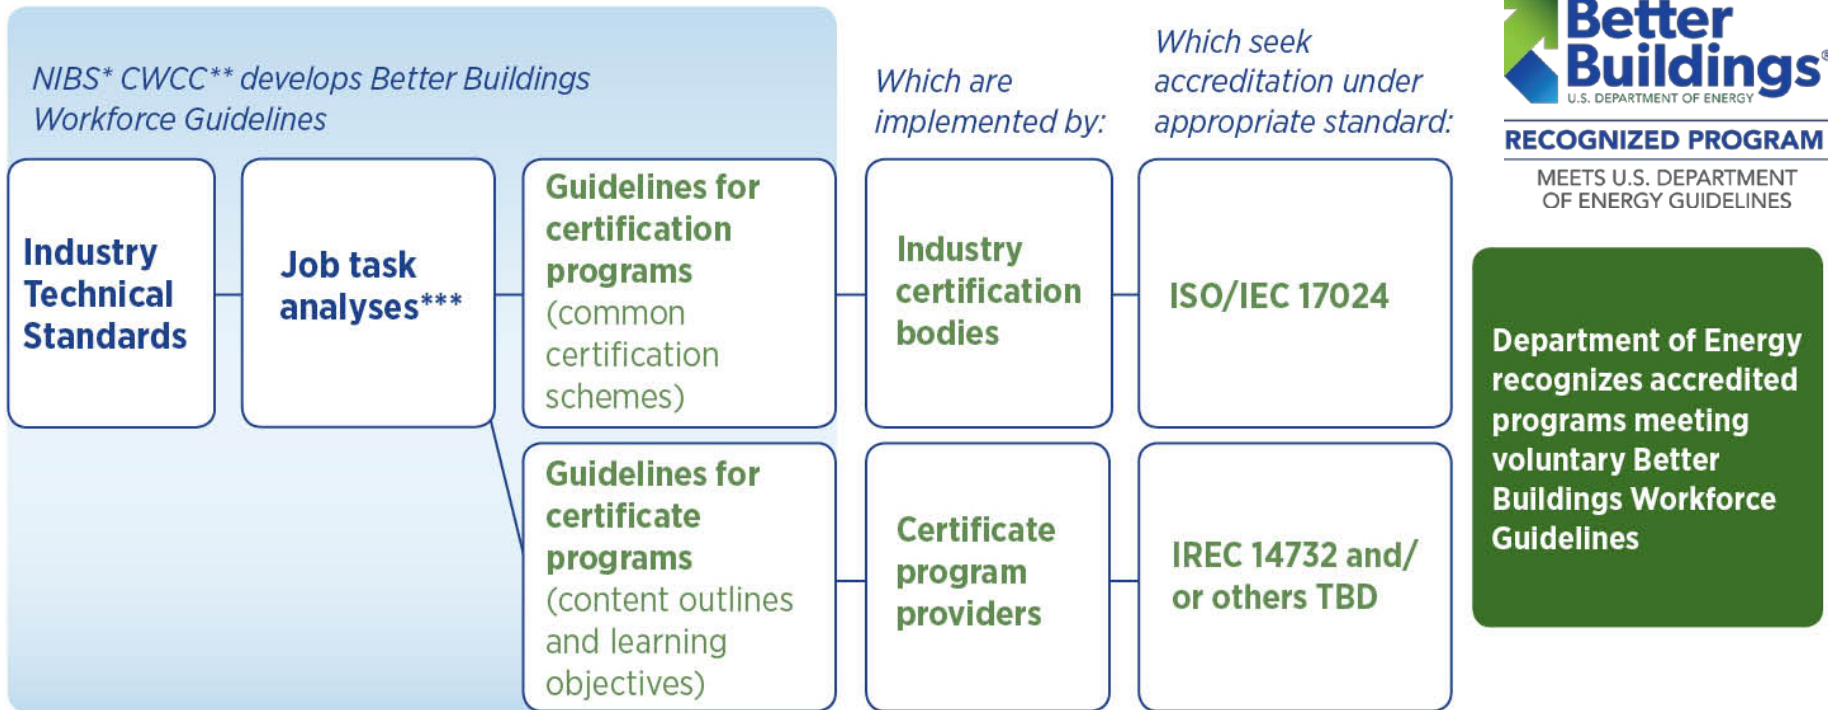 NIBS* CWCC** develops Better Buildings
Workforce Guidelines
Which are
implemented by:
Which seek
accreditation under
appropriate standard:
Better
Buildings®
U.S. DEPARTMENT OF ENERGY
RECOGNIZED PROGRAM
MEETS U.S. DEPARTMENT
OF ENERGY GUIDELINES
Industry
Technical
Standards
Job task
analyses***
Guidelines for
certification
programs
(common
certification
schemes)
Industry
certification
bodies
ISO/IEC 17024
Guidelines for
certificate
programs
(content outlines
and learning
objectives)
Certificate
program
providers
IREC 14732 and/
or others TBD
Department of Energy
recognizes accredited
programs meeting
voluntary Better
Buildings Workforce
Guidelines